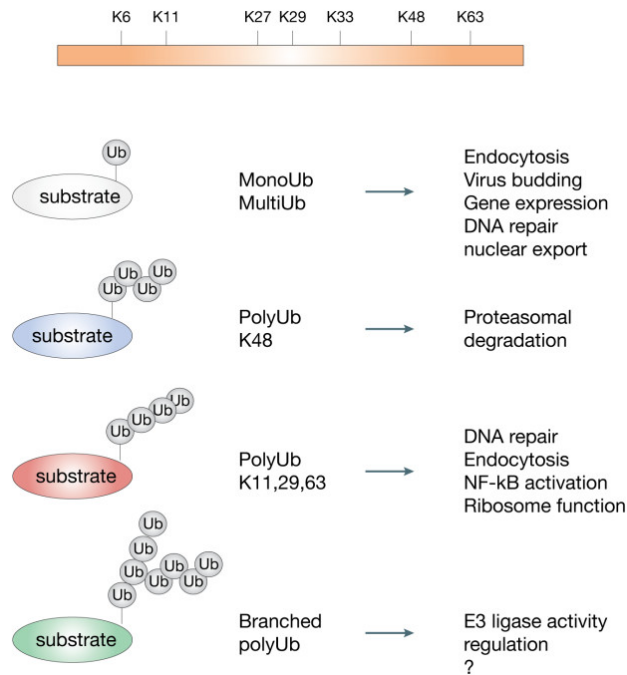 K6 K11 K27 K29 K33 K48 K63
Ub
substrate
MonoUb
MultiUb
Endocytosis
Virus budding
Gene expression
DNA repair
nuclear export
Ub Ub Ub Ub
substrate
PolyUb
K48
Proteasomal
degradation
Ub Ub Ub Ub
substrate
PolyUb
K11,29,63
DNA repair
Endocytosis
NF-kB activation
Ribosome function
Ub
Ub
Ub Ub Ub Ub Ub
Ub
substrate
Branched
polyUb
E3 ligase activity
regulation
?